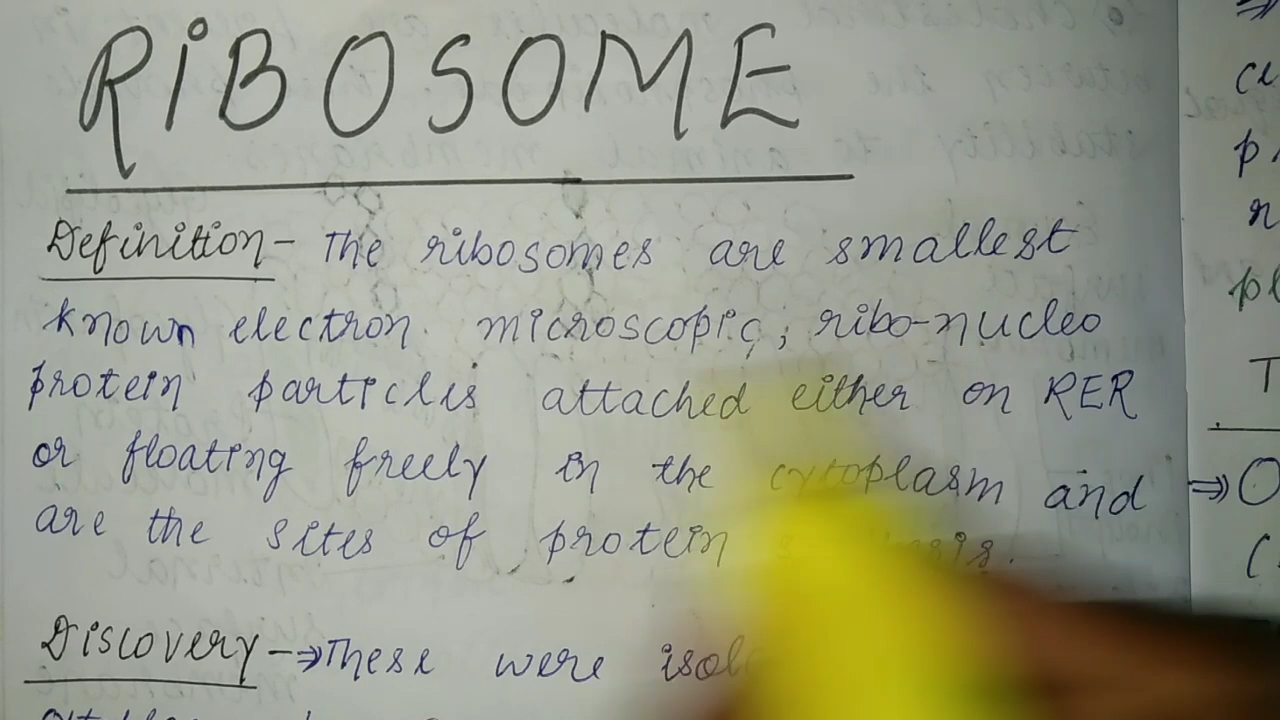 RIBOSOME
Definition - The ribosomes are smallest
known electron microscopic, ribo-nucleo
protein particles attached either on RER
or floating freely in the cytoplasm and
are the sites of protein
Discovery -⇒ These were